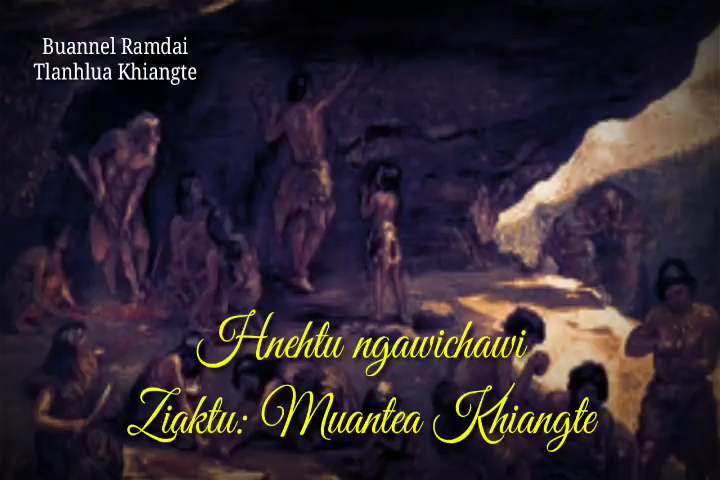 Buannel Ramdai
Tlanhlua Khiangte
Hnehtu ngawichawi
Ziaktu: Muantea Khiangte